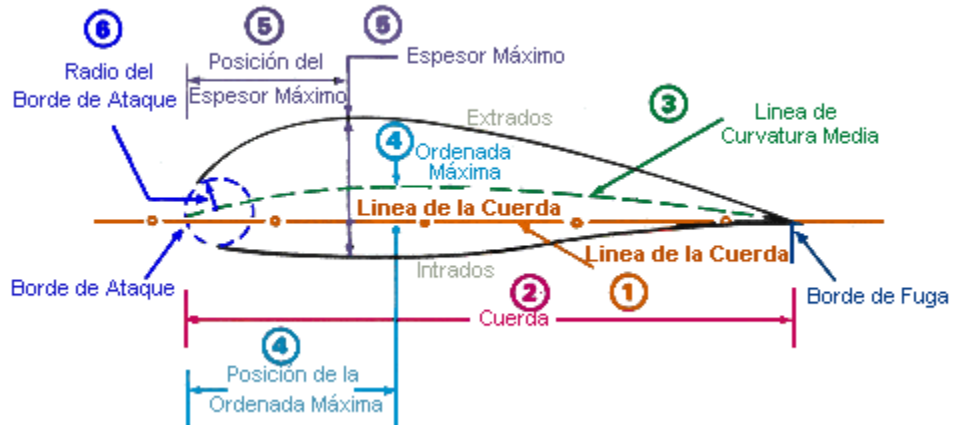 6
5
5
Posición del
Espesor Máximo
Espesor Máximo
Radio del
Borde de Ataque
3
Extrados
Linea de
Curvatura Media
4
Ordenada
Máxima
Linea de la Cuerda
Linea de la Cuerda
Intrados
Borde de Ataque
2
1
Borde de Fuga
Cuerda
4
Posición de la
Ordenada Máxima